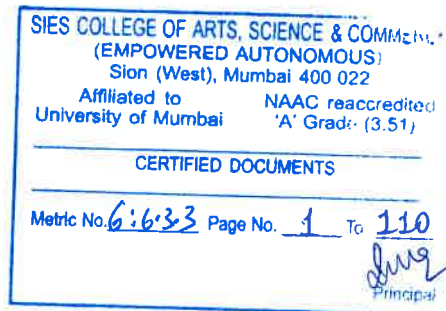 SIES COLLEGE OF ARTS, SCIENCE & COMMERCE
(EMPOWERED AUTONOMOUS)
Sion (West), Mumbai 400 022
Affiliated to
University of Mumbai
NAAC reaccredited
'A' Grade (3.51)
CERTIFIED DOCUMENTS
Metric No. 6:6.3.3 Page No. 1 To 110
Principal